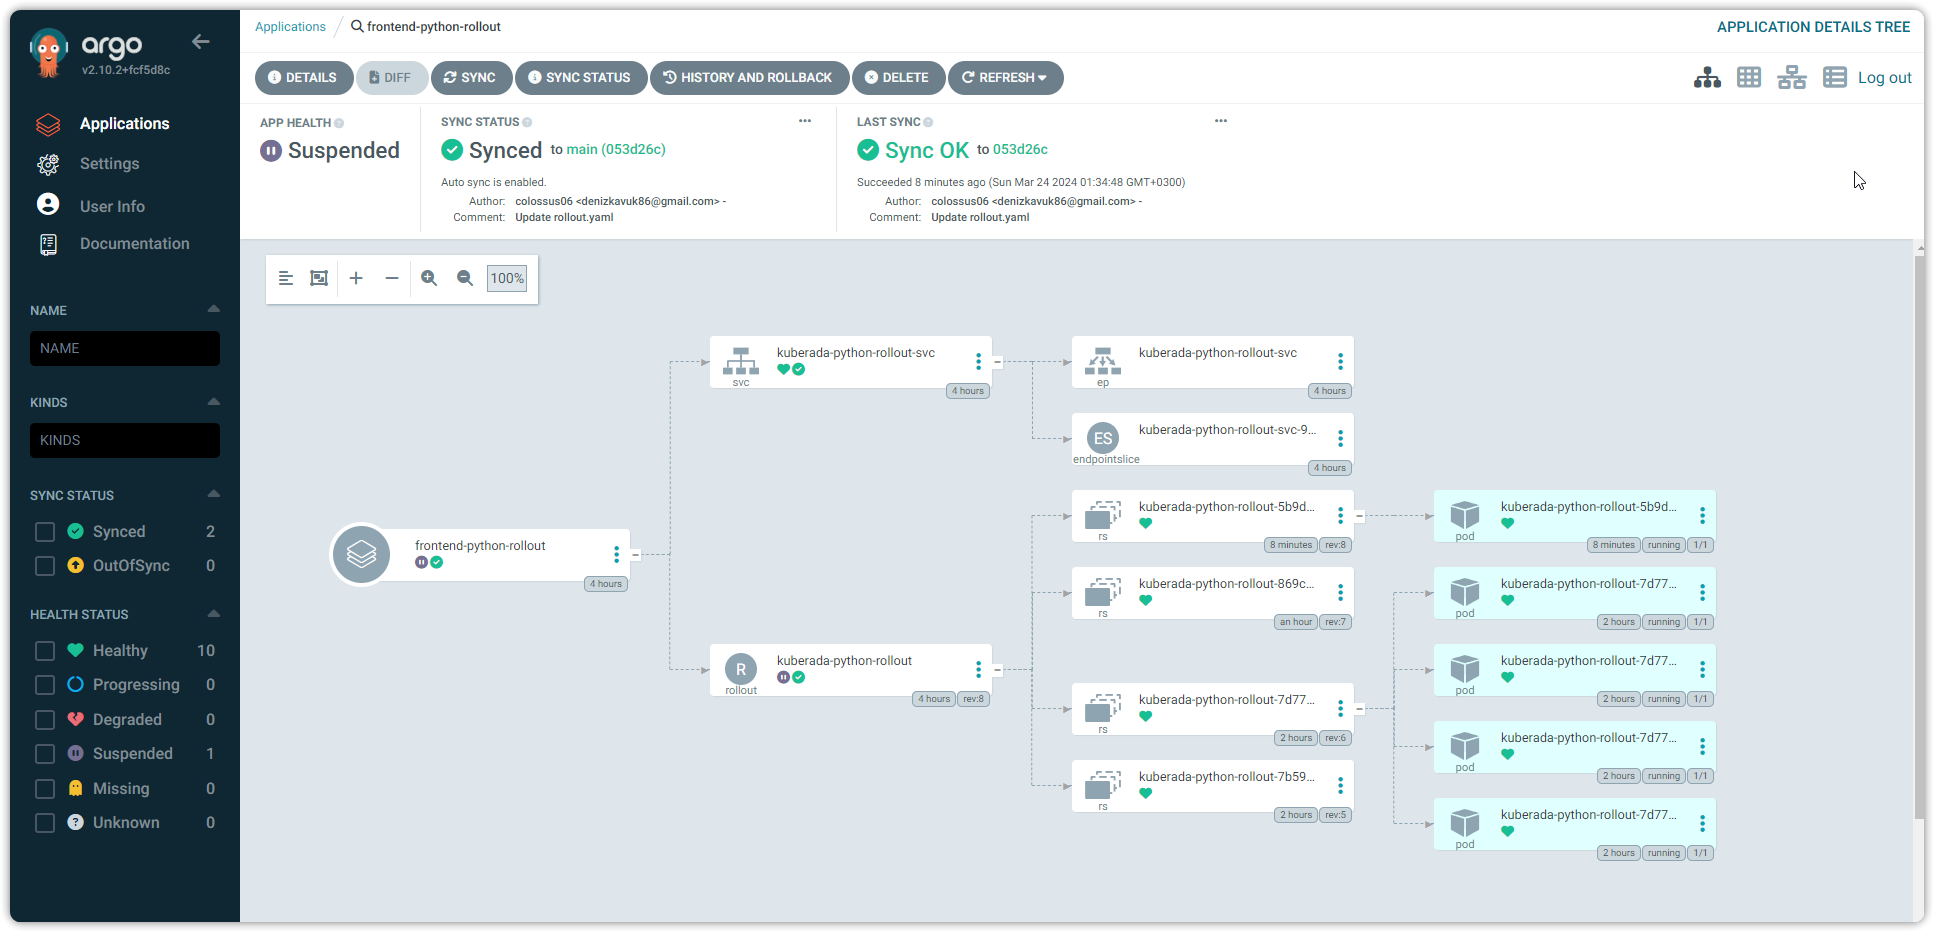 argo
v2.10.2+fcf5d8c
Applications
Settings
User Info
Documentation
NAME
NAME
KINDS
KINDS
SYNC STATUS
Synced 2
OutOfSync 0
HEALTH STATUS
Healthy 10
Progressing 0
Degraded 0
Suspended 1
Missing 0
Unknown 0
Applications / frontend-python-rollout
APPLICATION DETAILS TREE
DETAILS DIFF SYNC SYNC STATUS HISTORY AND ROLLBACK DELETE REFRESH
Log out
APP HEALTH
Suspended
SYNC STATUS
Synced to main (053d26c)
Auto sync is enabled.
Author: colossus06 <denizkavuk86@gmail.com> -
Comment: Update rollout.yaml
LAST SYNC
Sync OK to 053d26c
Succeeded 8 minutes ago (Sun Mar 24 2024 01:34:48 GMT+0300)
Author: colossus06 <denizkavuk86@gmail.com> -
Comment: Update rollout.yaml
100%
frontend-python-rollout
4 hours
kuberada-python-rollout-svc
svc
4 hours
R
kuberada-python-rollout
rollout
4 hours rev:8
kuberada-python-rollout-svc
ep
4 hours
ES
kuberada-python-rollout-svc-9...
endpointslice
4 hours
kuberada-python-rollout-5b9d...
rs
8 minutes rev:8
kuberada-python-rollout-869c...
rs
an hour rev:7
kuberada-python-rollout-7d77...
rs
2 hours rev:6
kuberada-python-rollout-7b59...
rs
2 hours rev:5
kuberada-python-rollout-5b9d...
pod
8 minutes running 1/1
kuberada-python-rollout-7d77...
pod
2 hours running 1/1
kuberada-python-rollout-7d77...
pod
2 hours running 1/1
kuberada-python-rollout-7d77...
pod
2 hours running 1/1
kuberada-python-rollout-7d77...
pod
2 hours running 1/1